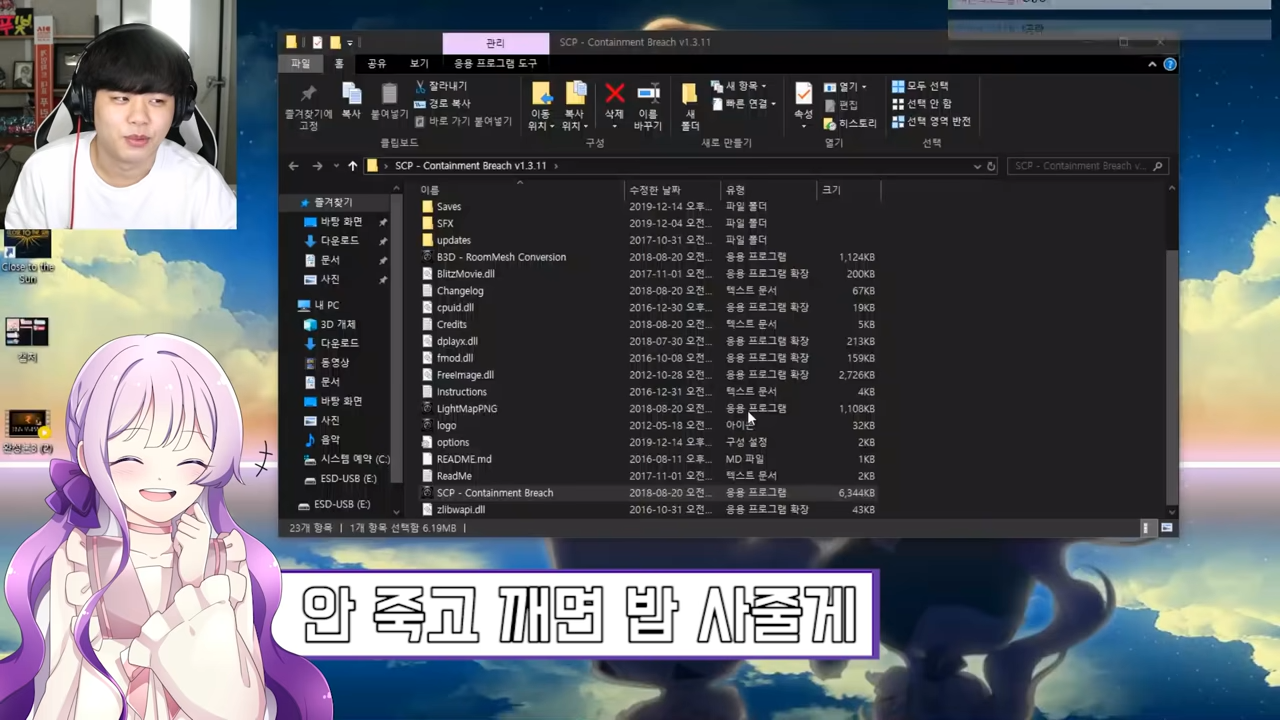 관리
SCP - Containment Breach v1.3.11
파일
홈
공유
보기
응용 프로그램 도구
즐겨찾기에
고정
복사
붙여넣기
잘라내기
경로 복사
바로 가기 붙여넣기
클립보드
이동
위치
복사
위치
삭제
이름
바꾸기
구성
새
폴더
새 항목
빠른 연결
새로 만들기
속성
열기
편집
히스토리
열기
모두 선택
선택 안 함
선택 영역 반전
선택
SCP - Containment Breach v1.3.11
SCP - Containment Breach v...
이름 수정한 날짜 유형 크기
Saves 2019-12-14 오후... 파일 폴더
SFX 2019-12-04 오후... 파일 폴더
updates 2017-10-31 오전... 파일 폴더
B3D - RoomMesh Conversion 2018-08-20 오전... 응용 프로그램 1,124KB
BlitzMovie.dll 2017-11-01 오전... 응용 프로그램 확장 200KB
Changelog 2018-08-20 오전... 텍스트 문서 67KB
cpuid.dll 2016-12-30 오후... 응용 프로그램 확장 19KB
Credits 2018-08-20 오전... 텍스트 문서 5KB
dplayx.dll 2018-07-30 오전... 응용 프로그램 확장 213KB
fmod.dll 2016-10-08 오전... 응용 프로그램 확장 159KB
FreeImage.dll 2012-10-28 오전... 응용 프로그램 확장 2,726KB
Instructions 2016-12-31 오전... 텍스트 문서 4KB
LightMapPNG 2018-08-20 오전... 응용 프로그램 1,108KB
logo 2012-05-18 오전... 아이콘 32KB
options 2019-12-14 오후... 구성 설정 2KB
README.md 2016-08-11 오후... MD 파일 1KB
ReadMe 2017-11-01 오전... 텍스트 문서 2KB
SCP - Containment Breach 2018-08-20 오전... 응용 프로그램 6,344KB
zlibwapi.dll 2016-10-31 오전... 응용 프로그램 확장 43KB
즐겨찾기
바탕 화면
다운로드
문서
사진
내 PC
3D 개체
다운로드
동영상
문서
바탕 화면
사진
음악
시스템 예약 (C:)
ESD-USB (E:)
ESD-USB (E:)
23개 항목
1개 항목 선택함 6.19MB
Close to the
Sun
안 죽고 깨면 밥 사줄게